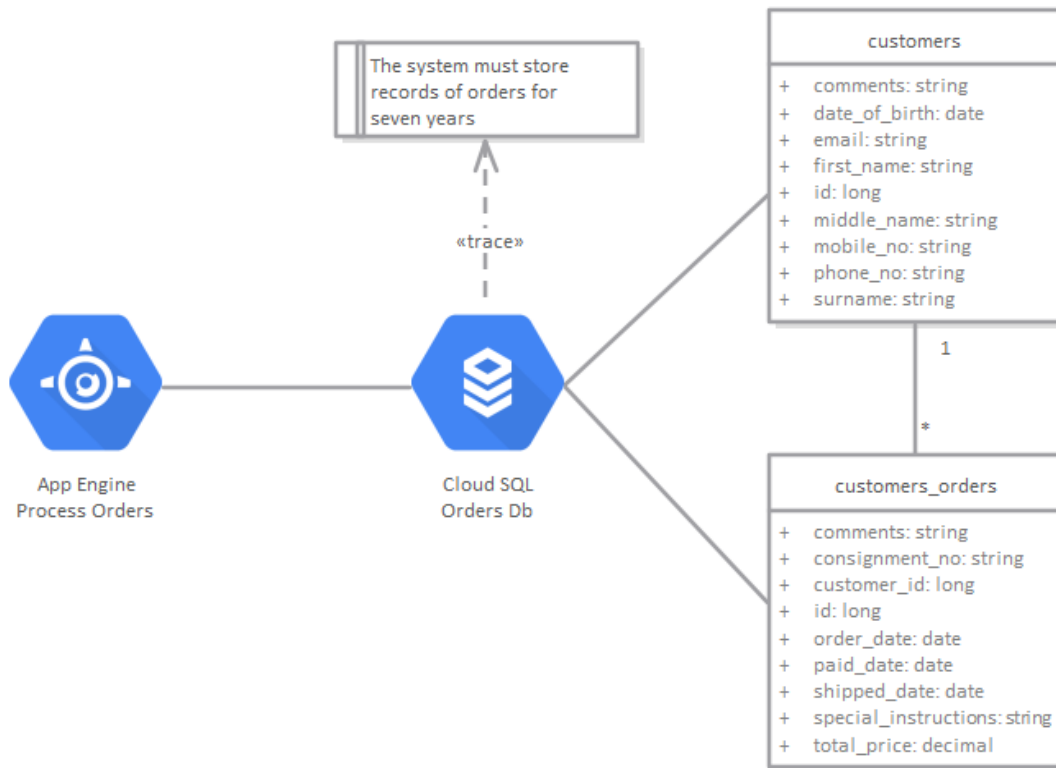 The system must store
records of orders for
seven years
«trace»
App Engine
Process Orders
Cloud SQL
Orders Db
customers
+ comments: string
+ date_of_birth: date
+ email: string
+ first_name: string
+ id: long
+ middle_name: string
+ mobile_no: string
+ phone_no: string
+ surname: string
1
*
customers_orders
+ comments: string
+ consignment_no: string
+ customer_id: long
+ id: long
+ order_date: date
+ paid_date: date
+ shipped_date: date
+ special_instructions: string
+ total_price: decimal